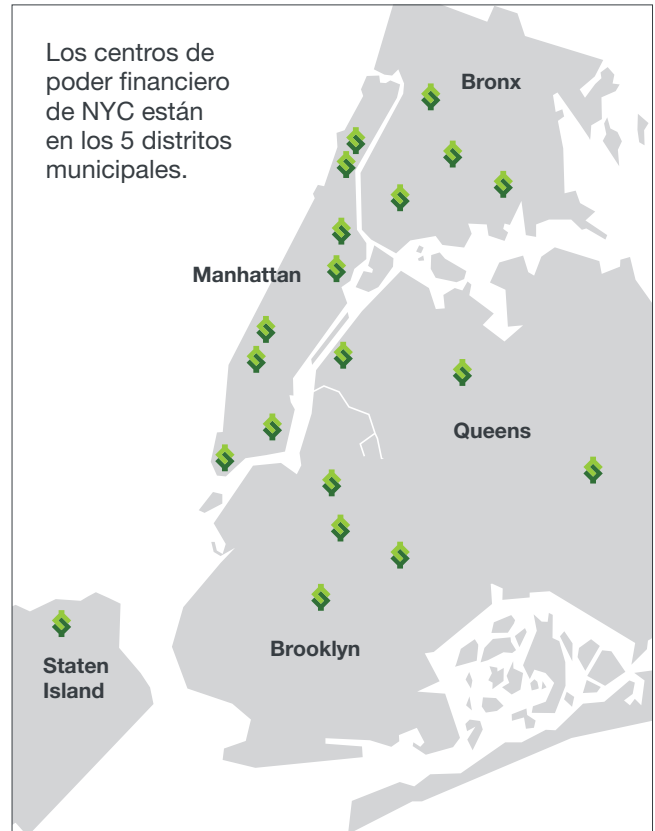 Los centros de
poder financiero
de NYC están
en los 5 distritos
municipales.
Bronx
Manhattan
Queens
Brooklyn
Staten
Island